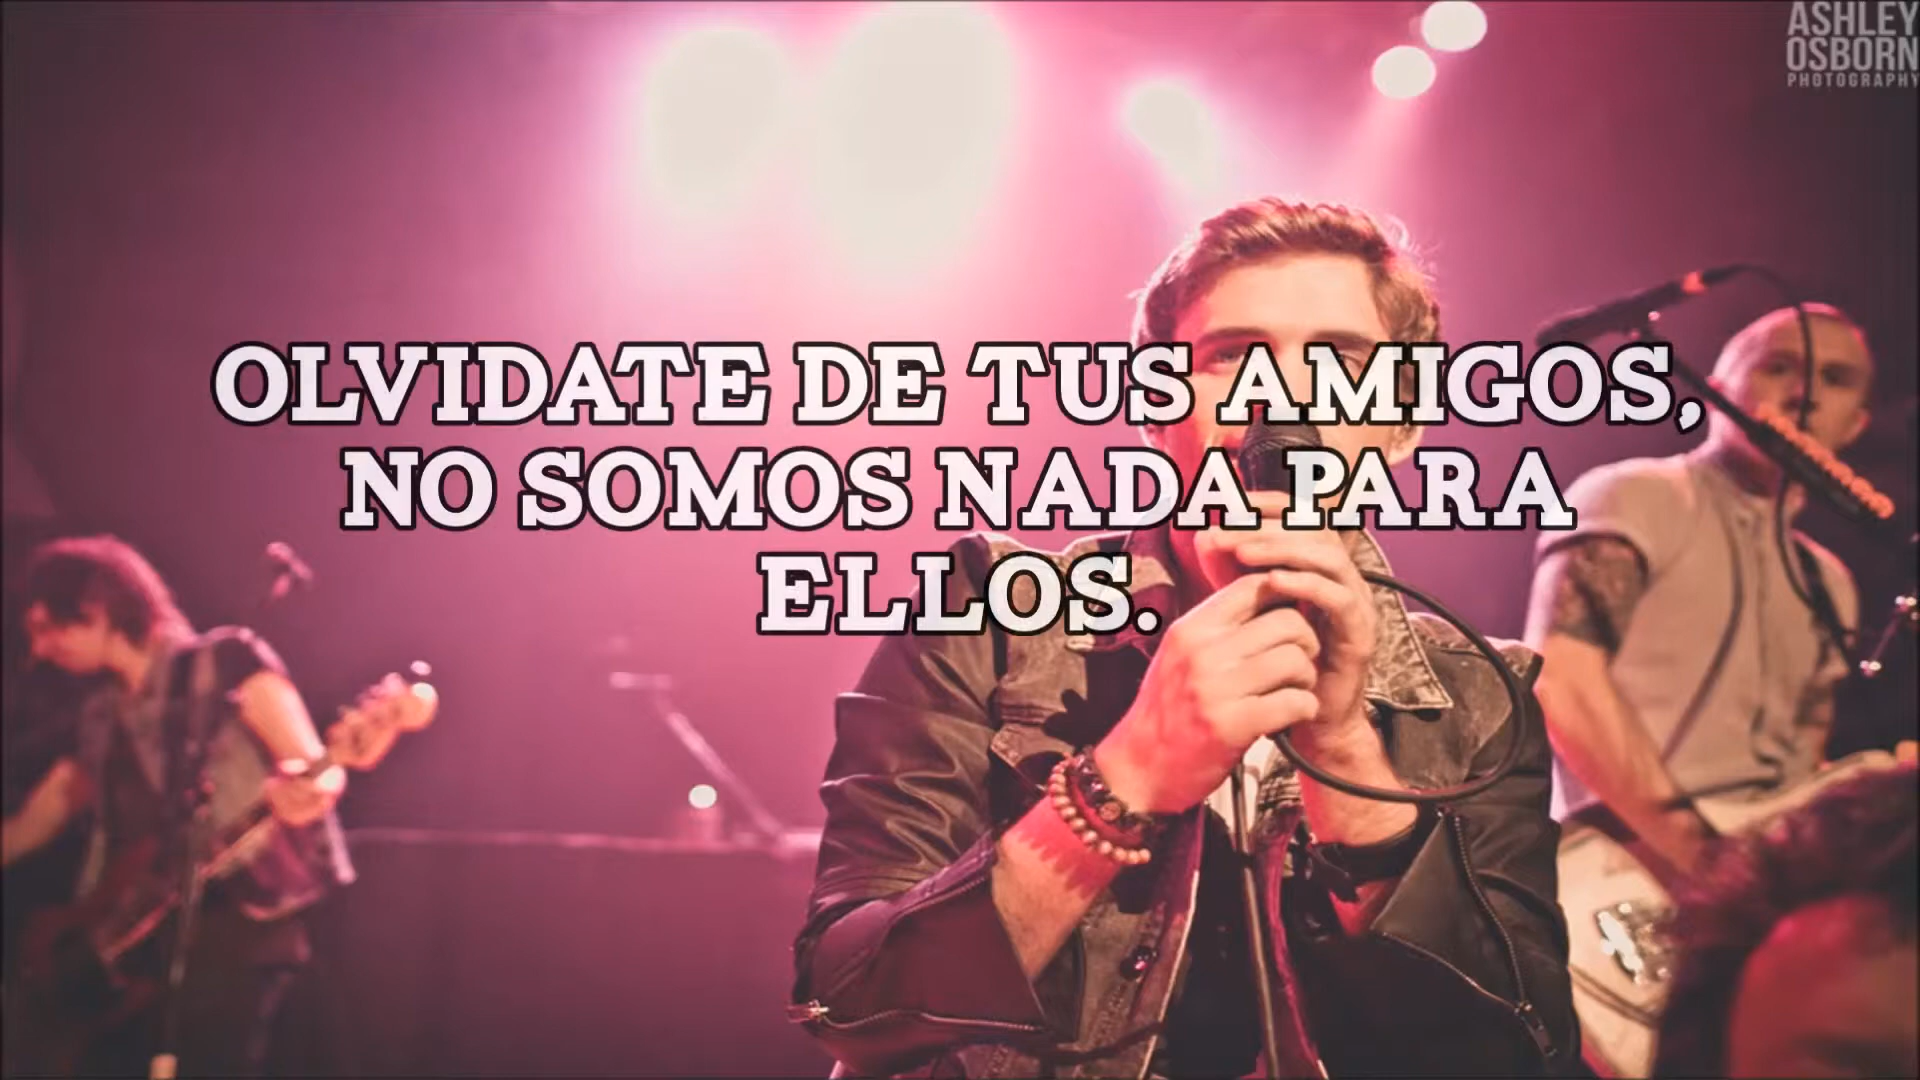 OLVIDATE DE TUS AMIGOS,
NO SOMOS NADA PARA
ELLOS.
ASHLEY
OSBORN
PHOTOGRAPHY